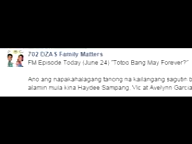 702 DZAS Family Matters
FM Episode Today (June 24) "Totoo Bang May Forever?"
Ano ang napakahalagang tanong na kailangang sagutin b
alamin mula kina Haydee Sampang, Vic at Avelynn Garcia